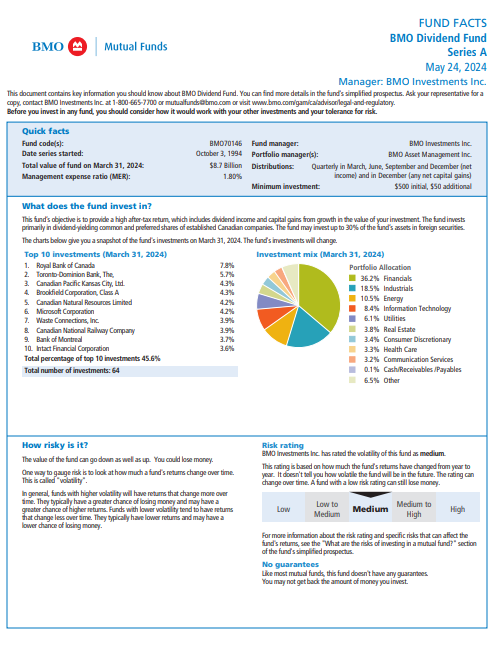 FUND FACTS
BMO Dividend Fund
Series A
May 24, 2024
Manager: BMO Investments Inc.
BMO Mutual Funds
This document contains key information you should know about BMO Dividend Fund. You can find more details in the fund's simplified prospectus. Ask your representative for a
copy, contact BMO Investments Inc. at 1-800-665-7700 or mutualfunds@bmo.com or visit www.bmo.com/gam/ca/advisor/legal-and-regulatory.
Before you invest in any fund, you should consider how it would work with your other investments and your tolerance for risk.
Quick facts
Fund code(s): BMO70146
Date series started: October 3, 1994
Total value of fund on March 31, 2024: $8.7 Billion
Management expense ratio (MER): 1.80%
Fund manager: BMO Investments Inc.
Portfolio manager(s): BMO Asset Management Inc.
Distributions: Quarterly in March, June, September and December (net
income) and in December (any net capital gains)
Minimum investment: $500 initial, $50 additional
What does the fund invest in?
This fund's objective is to provide a high after-tax return, which includes dividend income and capital gains from growth in the value of your investment. The fund invests
primarily in dividend-yielding common and preferred shares of established Canadian companies. The fund may invest up to 30% of the fund's assets in foreign securities.
The charts below give you a snapshot of the fund's investments on March 31, 2024. The fund's investments will change.
Top 10 investments (March 31, 2024)
1. Royal Bank of Canada 7.8%
2. Toronto-Dominion Bank, The, 5.7%
3. Canadian Pacific Kansas City, Ltd. 4.3%
4. Brookfield Corporation, Class A 4.3%
5. Canadian Natural Resources Limited 4.2%
6. Microsoft Corporation 4.2%
7. Waste Connections, Inc. 3.9%
8. Canadian National Railway Company 3.9%
9. Bank of Montreal 3.7%
10. Intact Financial Corporation 3.6%
Total percentage of top 10 investments 45.6%
Total number of investments: 64
Investment mix (March 31, 2024)
Portfolio Allocation
36.2% Financials
18.5% Industrials
10.5% Energy
8.4% Information Technology
6.1% Utilities
3.8% Real Estate
3.4% Consumer Discretionary
3.3% Health Care
3.2% Communication Services
0.1% Cash/Receivables /Payables
6.5% Other
How risky is it?
The value of the fund can go down as well as up. You could lose money.
One way to gauge risk is to look at how much a fund's returns change over time.
This is called "volatility".
In general, funds with higher volatility will have returns that change more over
time. They typically have a greater chance of losing money and may have a
greater chance of higher returns. Funds with lower volatility tend to have returns
that change less over time. They typically have lower returns and may have a
lower chance of losing money.
Risk rating
BMO Investments Inc. has rated the volatility of this fund as medium.
This rating is based on how much the fund's returns have changed from year to
year. It doesn't tell you how volatile the fund will be in the future. The rating can
change over time. A fund with a low risk rating can still lose money.
Low
Low to
Medium
Medium
Medium to
High
High
For more information about the risk rating and specific risks that can affect the
fund's returns, see the "What are the risks of investing in a mutual fund?" section
of the fund's simplified prospectus.
No guarantees
Like most mutual funds, this fund doesn't have any guarantees.
You may not get back the amount of money you invest.